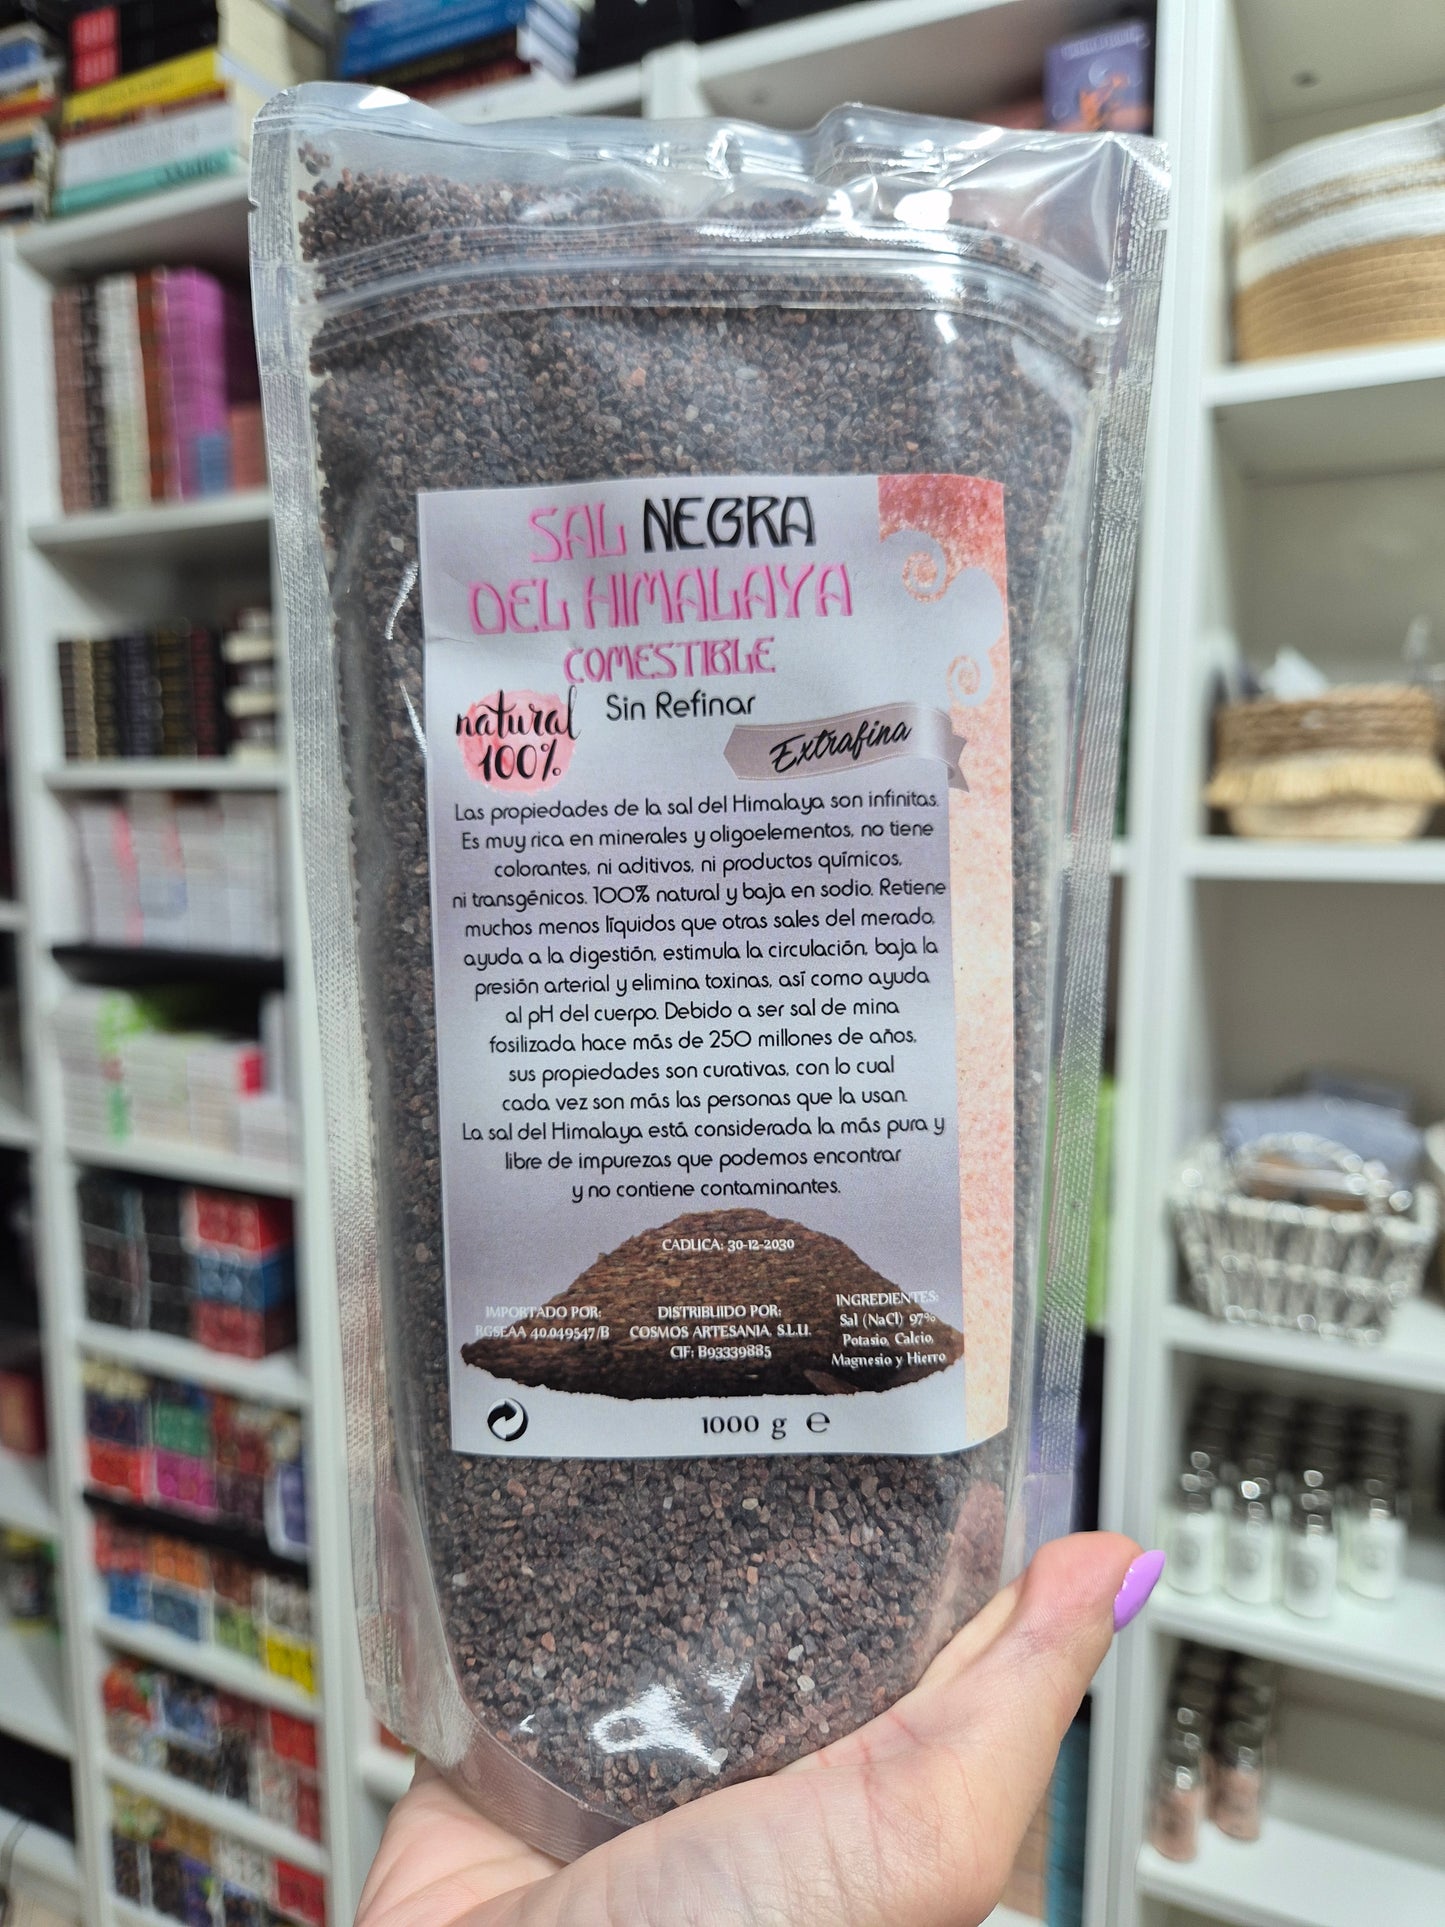 SAL NEGRA
DEL HIMALAYA
COMESTIBLE
natural
100%
Sin Refinar
Extrafina
Las propiedades de la sal del Himalaya son infinitas.
Es muy rica en minerales y oligoelementos, no tiene
colorantes, ni aditivos, ni productos químicos,
ni transgénicos. 100% natural y baja en sodio. Retiene
muchos menos líquidos que otras sales del merado,
ayuda a la digestión, estimula la circulación, baja la
presión arterial y elimina toxinas, así como ayuda
al pH del cuerpo. Debido a ser sal de mina
fosilizada hace más de 250 millones de años,
sus propiedades son curativas, con lo cual
cada vez son más las personas que la usan.
La sal del Himalaya está considerada la más pura y
libre de impurezas que podemos encontrar
y no contiene contaminantes.
CADUCA: 30-12-2030
IMPORTADO POR:
RGSEAA 40.049547/B
DISTRIBUIDO POR:
COSMOS ARTESANIA, S.L.U.
CIF: B93339885
INGREDIENTES:
Sal (NaCl) 97%
Potasio, Calcio,
Magnesio y Hierro
1000 g e